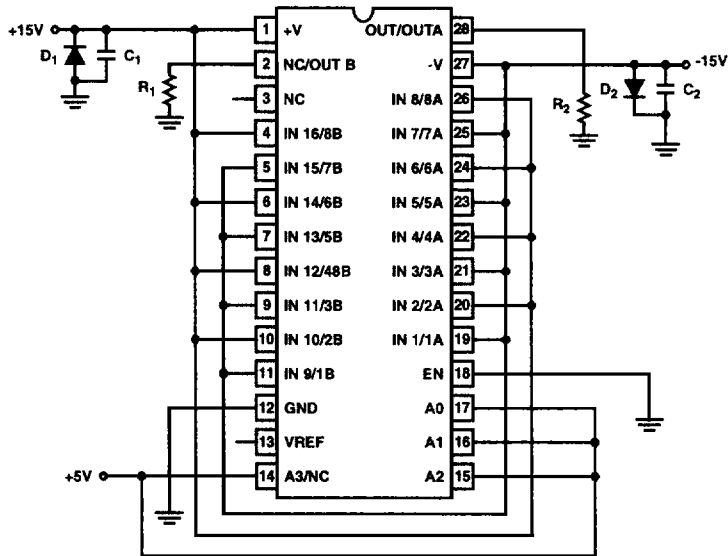 +15V
D1
C1
R1
1 +V
2 NC/OUT B
3 NC
4 IN 16/8B
5 IN 15/7B
6 IN 14/6B
7 IN 13/5B
8 IN 12/48B
9 IN 11/3B
10 IN 10/2B
11 IN 9/1B
12 GND
13 VREF
14 A3/NC
+5V
OUT/OUTA 28
-V 27
IN 8/8A 26
IN 7/7A 25
IN 6/6A 24
IN 5/5A 23
IN 4/4A 22
IN 3/3A 21
IN 2/2A 20
IN 1/1A 19
EN 18
A0 17
A1 16
A2 15
-15V
R2
D2
C2